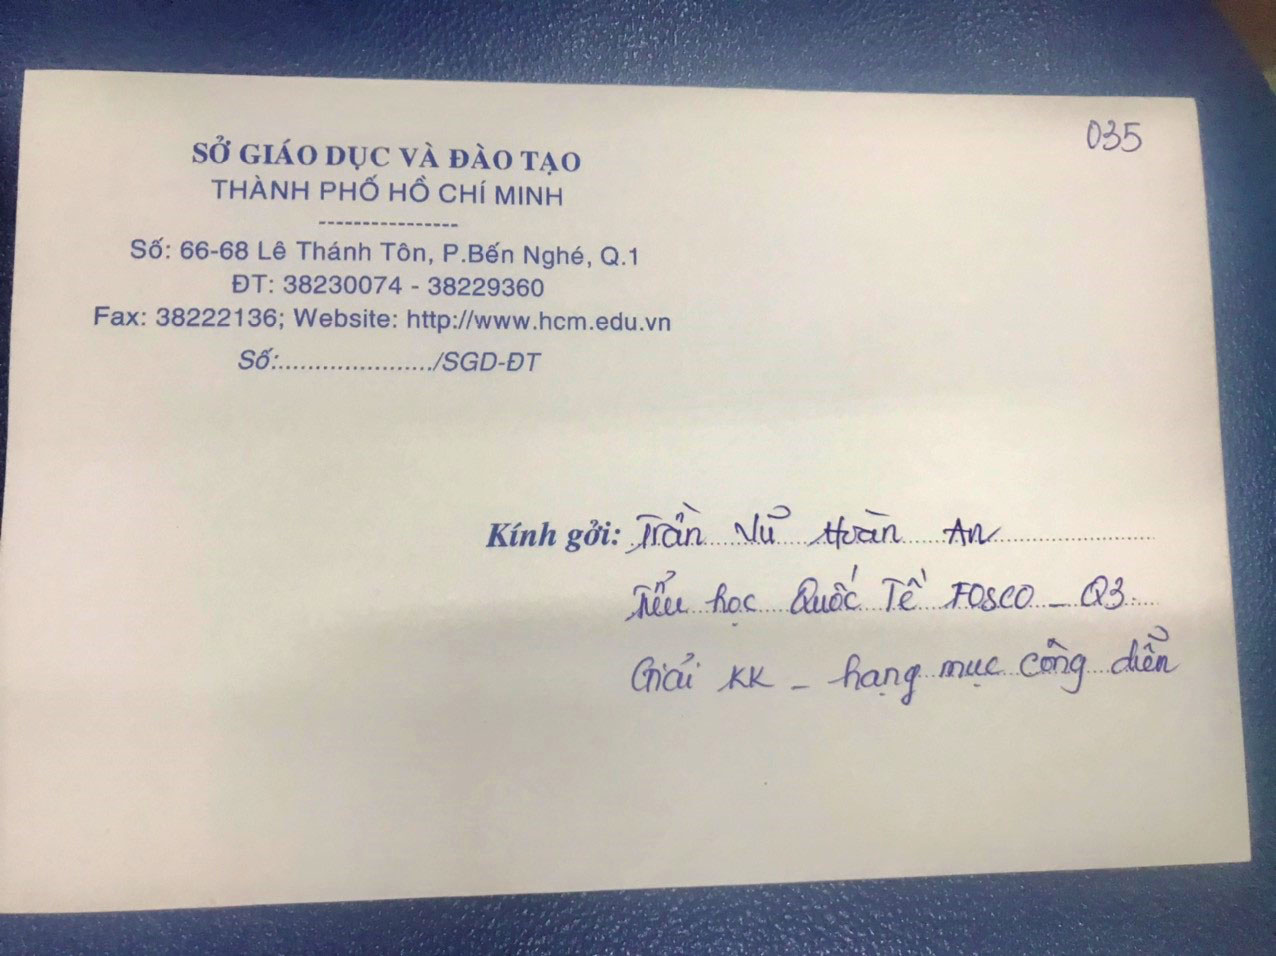 035
SỞ GIÁO DỤC VÀ ĐÀO TẠO
THÀNH PHỐ HỒ CHÍ MINH
----------------
Số: 66-68 Lê Thánh Tôn, P.Bến Nghé, Q.1
ĐT: 38230074 - 38229360
Fax: 38222136; Website: http://www.hcm.edu.vn
Số:....................../SGD-ĐT
Kính gởi: Trần Vũ Hoàn An
Tiểu học Quốc Tế FOSCO - Q3
Giải KK - hạng mục công diễn